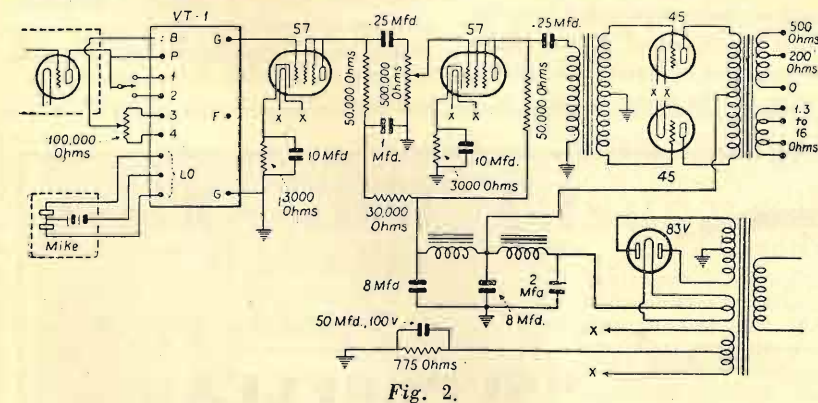 VT-1
B
P
1
2
3
4
LO
G
F
G
100,000
Ohms
Mike
57
X
X
10 Mfd
3000
Ohms
50,000 Ohms
.25 Mfd.
500,000
Ohms
1
Mfd.
30,000
Ohms
57
X
X
10 Mfd.
3000 Ohms
.25 Mfd.
50,000 Ohms
45
X X
45
500
Ohms
200
Ohms
0
1.3
to
16
Ohms
83V
8 Mfd
8 Mfd.
2
Mfd
50 Mfd., 100 V
775 Ohms
X
X
Fig. 2.